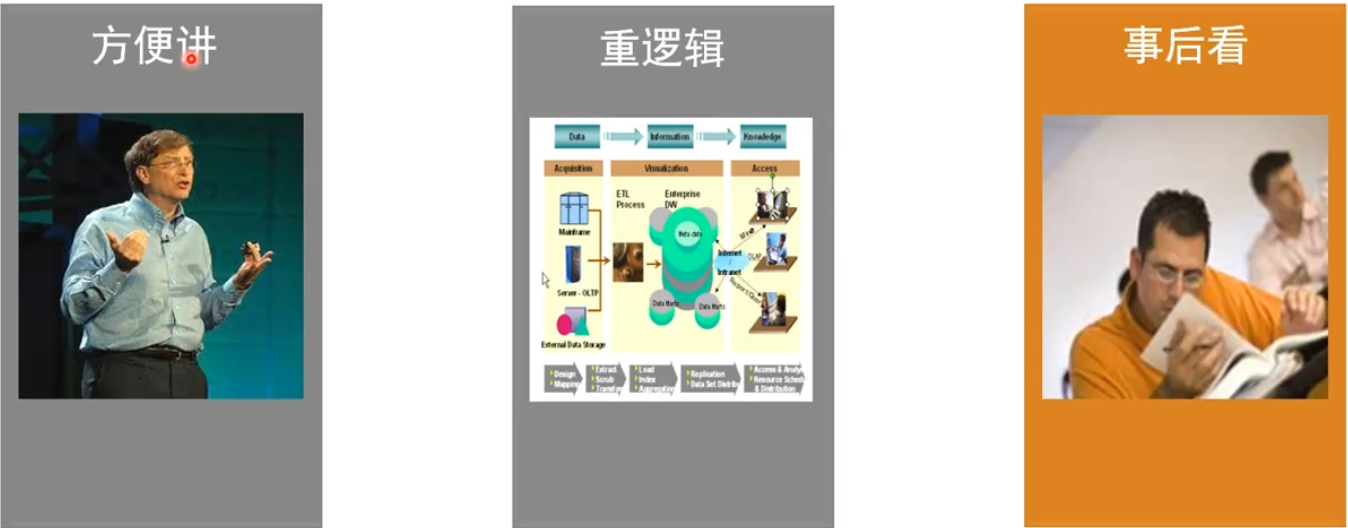 方便讲
重逻辑
事后看
Data
Information
Knowledge
Acquisition
Visualization
Access
ETL
Process
Enterprise
DW
Mainframe
Meta data
Internet
Intranet
OLAP
Server - OLTP
Data Marts
Data Marts
External Data Storage
Design
Mapping
Extract
Scrub
Transform
Load
Index
Aggregation
Replication
Data Set Distrib
Access & Analy
Resource Sched
& Distribution